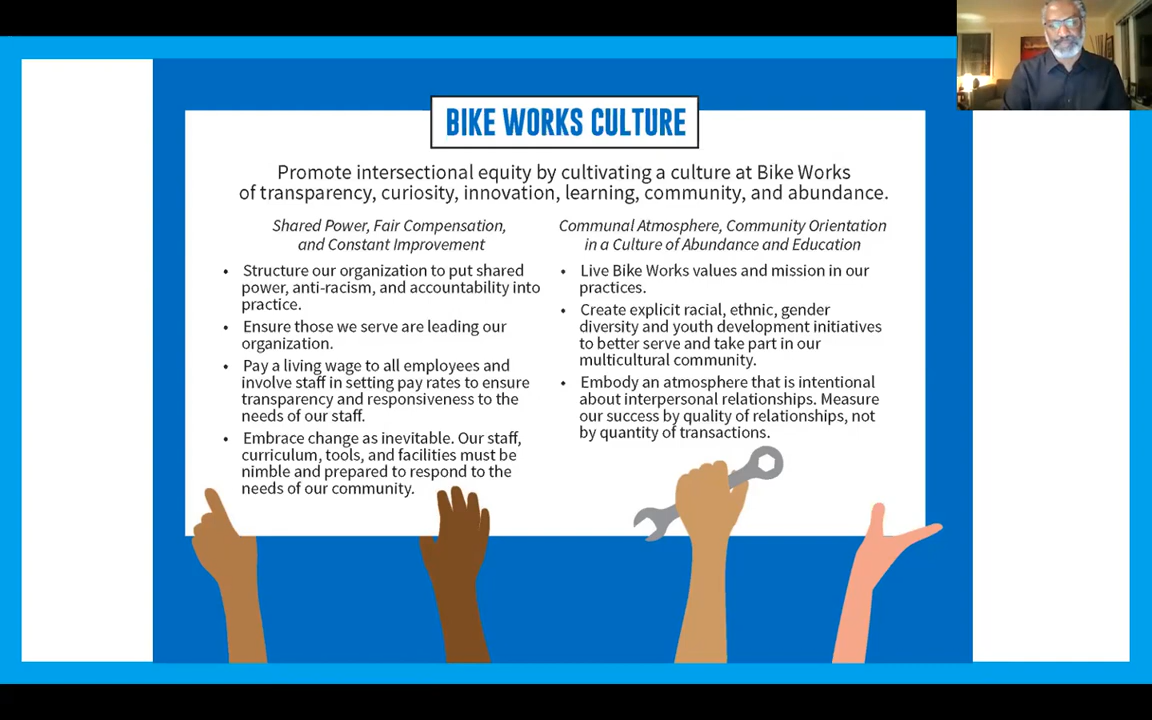 BIKE WORKS CULTURE
Promote intersectional equity by cultivating a culture at Bike Works
of transparency, curiosity, innovation, learning, community, and abundance.
Shared Power, Fair Compensation,
and Constant Improvement
• Structure our organization to put shared
power, anti-racism, and accountability into
practice.
• Ensure those we serve are leading our
organization.
• Pay a living wage to all employees and
involve staff in setting pay rates to ensure
transparency and responsiveness to the
needs of our staff.
• Embrace change as inevitable. Our staff,
curriculum, tools, and facilities must be
nimble and prepared to respond to the
needs of our community.
Communal Atmosphere, Community Orientation
in a Culture of Abundance and Education
• Live Bike Works values and mission in our
practices.
• Create explicit racial, ethnic, gender
diversity and youth development initiatives
to better serve and take part in our
multicultural community.
• Embody an atmosphere that is intentional
about interpersonal relationships. Measure
our success by quality of relationships, not
by quantity of transactions.